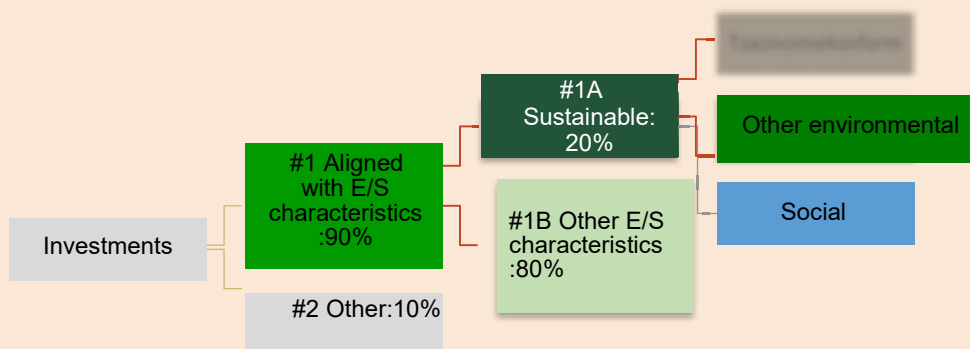 #1A
Sustainable:
20%
Other environmental
#1 Aligned
with E/S
characteristics
:90%
#1B Other E/S
characteristics
:80%
Social
Investments
#2 Other:10%